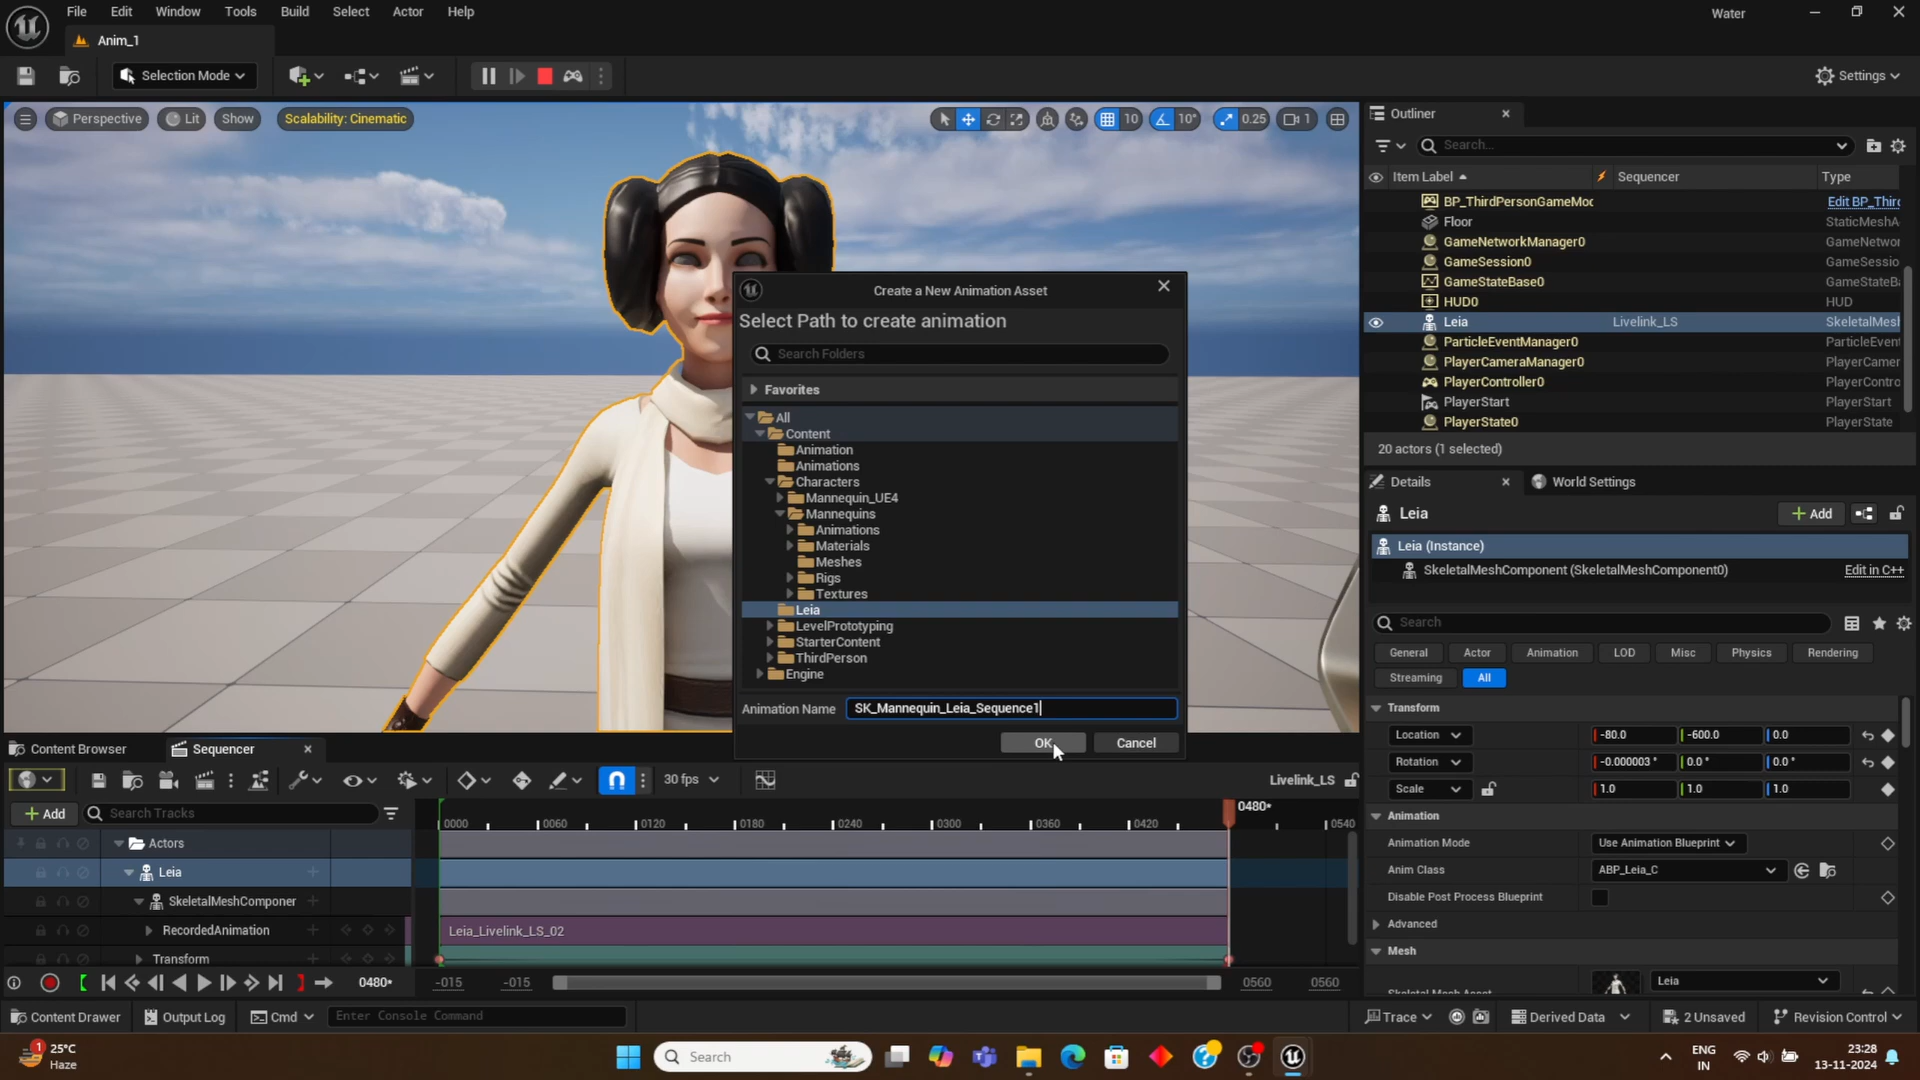 File Edit Window Tools Build Select Actor Help
Water
Anim_1
Selection Mode
Settings
Perspective Lit Show Scalability: Cinematic
10 10° 0.25 1
Outliner
Search...
Item Label Sequencer Type
BP_ThirdPersonGameMoc Edit BP_Thirc
Floor StaticMeshA
GameNetworkManager0 GameNetwor
GameSession0 GameSessio
GameStateBase0 GameStateBa
HUD0 HUD
Leia Livelink_LS SkeletalMesl
ParticleEventManager0 ParticleEvent
PlayerCameraManager0 PlayerCamer
PlayerController0 PlayerContro
PlayerStart PlayerStart
PlayerState0 PlayerState
20 actors (1 selected)
Create a New Animation Asset
Select Path to create animation
Search Folders
Favorites
All
Content
Animation
Animations
Characters
Mannequin_UE4
Mannequins
Animations
Materials
Meshes
Rigs
Textures
Leia
LevelPrototyping
StarterContent
ThirdPerson
Engine
Animation Name SK_Mannequin_Leia_Sequence1
OK Cancel
Details World Settings
Leia
Add
Leia (Instance)
SkeletalMeshComponent (SkeletalMeshComponent0) Edit in C++
Search
General Actor Animation LOD Misc Physics Rendering
Streaming All
Transform
Location -80.0 -600.0 0.0
Rotation -0.000003 ° 0.0 ° 0.0 °
Scale 1.0 1.0 1.0
Animation
Animation Mode Use Animation Blueprint
Anim Class ABP_Leia_C
Disable Post Process Blueprint
Advanced
Mesh
Skeletal Mesh Asset Leia
Content Browser Sequencer
30 fps Livelink_LS
Add Search Tracks
0480*
0000 0060 0120 0180 0240 0300 0360 0420 0540
Actors
Leia
SkeletalMeshComponer
RecordedAnimation
Leia_Livelink_LS_02
Transform
0480* -015 -015 0560 0560
Content Drawer Output Log Cmd Enter Console Command
Trace Derived Data 2 Unsaved Revision Control
1
25°C
Haze
Search
ENG
IN
23:28
13-11-2024